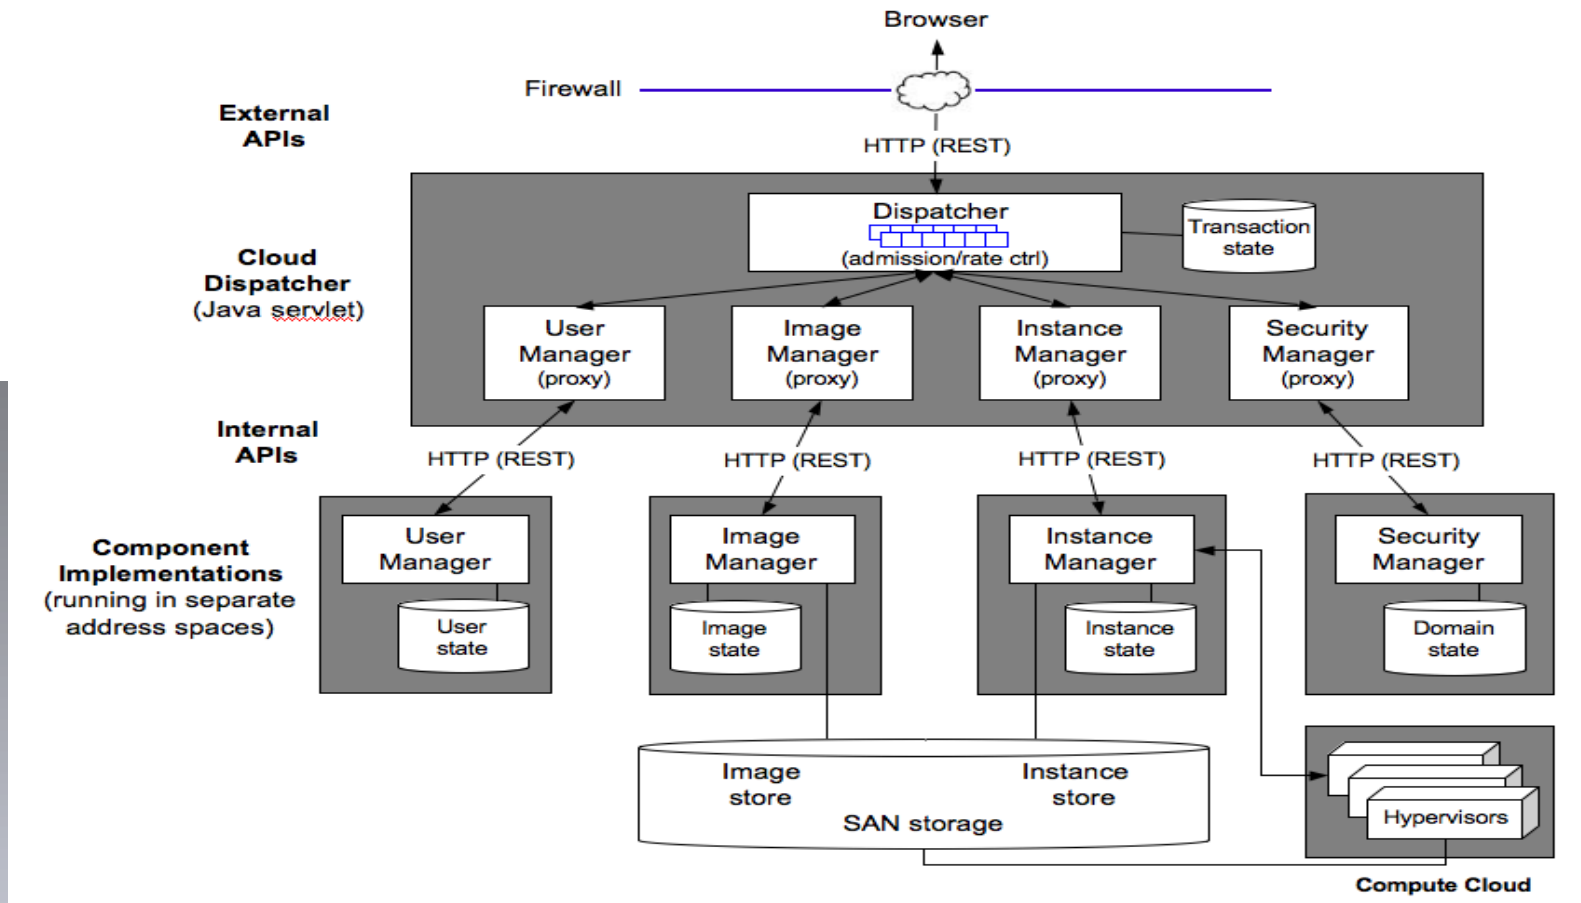 Browser
Firewall
External
APIs
HTTP (REST)
Dispatcher
(admission/rate ctrl)
Transaction
state
Cloud
Dispatcher
(Java servlet)
User
Manager
(proxy)
Image
Manager
(proxy)
Instance
Manager
(proxy)
Security
Manager
(proxy)
Internal
APIs
HTTP (REST)
HTTP (REST)
HTTP (REST)
HTTP (REST)
Component
Implementations
(running in separate
address spaces)
User
Manager
User
state
Image
Manager
Image
state
Instance
Manager
Instance
state
Security
Manager
Domain
state
Image
store
Instance
store
SAN storage
Hypervisors
Compute Cloud